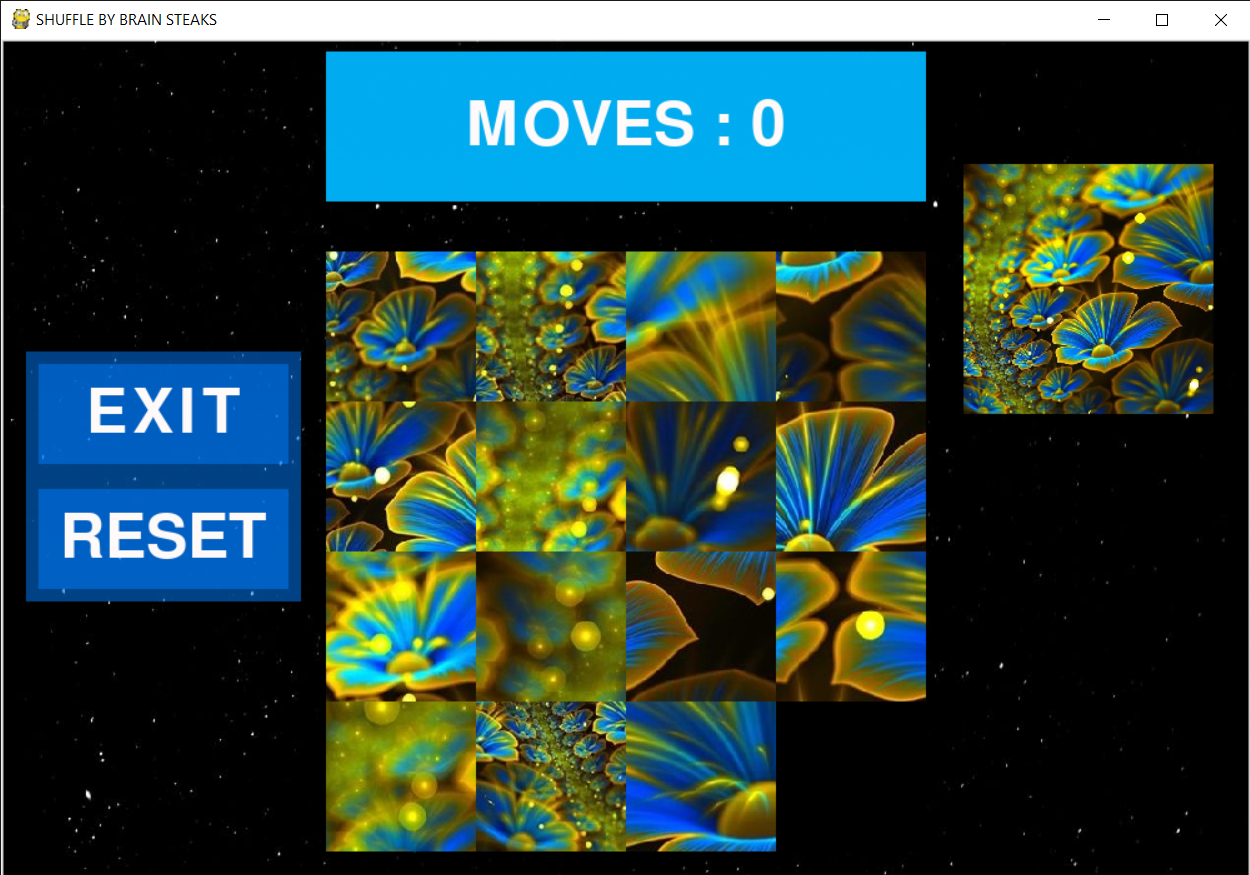 SHUFFLE BY BRAIN STEAKS
MOVES : 0
EXIT
RESET